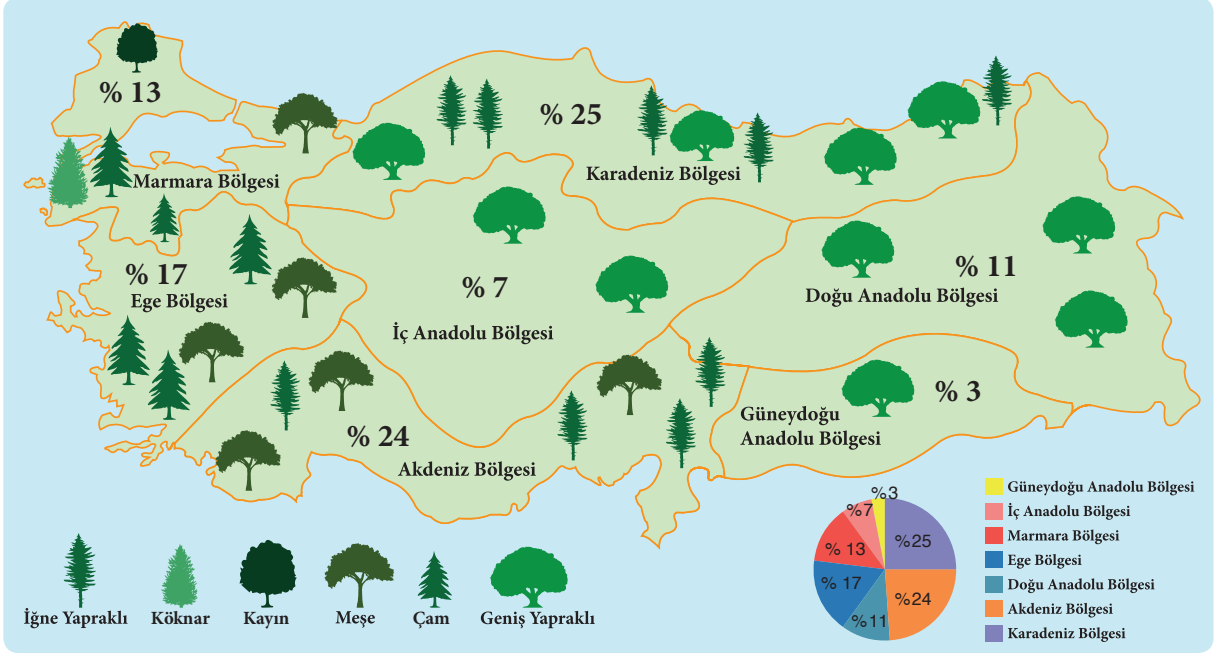 % 13
Marmara Bölgesi
% 25
Karadeniz Bölgesi
% 17
Ege Bölgesi
% 7
İç Anadolu Bölgesi
% 11
Doğu Anadolu Bölgesi
% 24
Akdeniz Bölgesi
% 3
Güneydoğu
Anadolu Bölgesi
İğne Yapraklı
Köknar
Kayın
Meşe
Çam
Geniş Yapraklı
%3
%7
% 13
% 17
%11
%24
%25
Güneydoğu Anadolu Bölgesi
İç Anadolu Bölgesi
Marmara Bölgesi
Ege Bölgesi
Doğu Anadolu Bölgesi
Akdeniz Bölgesi
Karadeniz Bölgesi